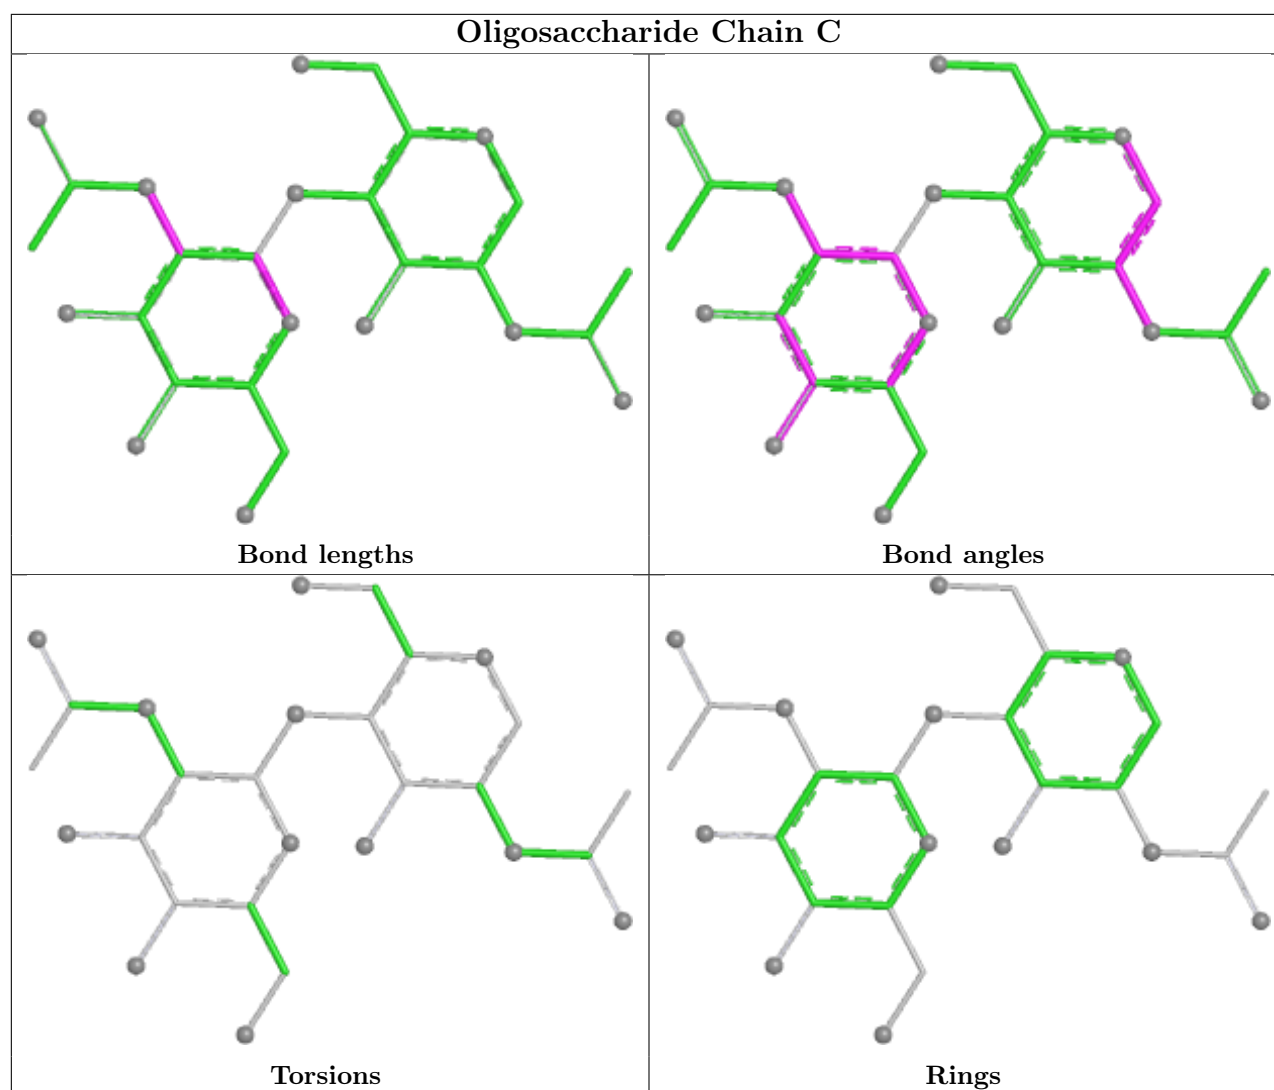 Oligosaccharide Chain C
Bond lengths
Bond angles
Torsions
Rings